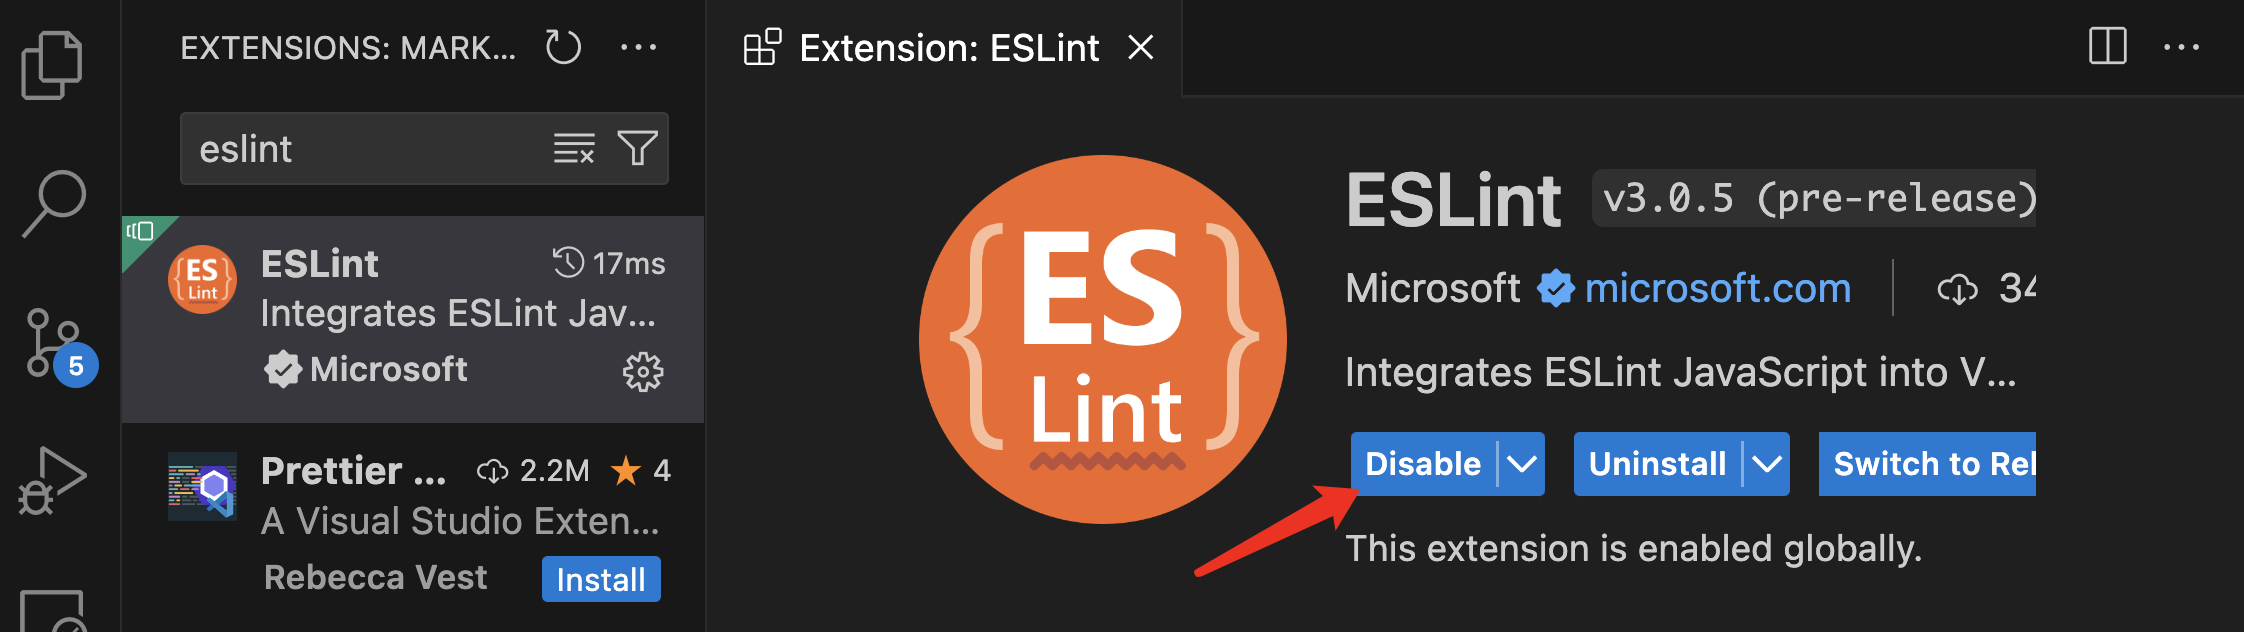 EXTENSIONS: MARK...
Extension: ESLint
eslint
ESLint 17ms
Integrates ESLint Jav...
Microsoft
5
Prettier ... 2.2M 4
A Visual Studio Exten...
Rebecca Vest Install
ES
Lint
ES
Lint
ESLint v3.0.5 (pre-release)
Microsoft microsoft.com 34
Integrates ESLint JavaScript into V...
Disable Uninstall Switch to Rel
This extension is enabled globally.